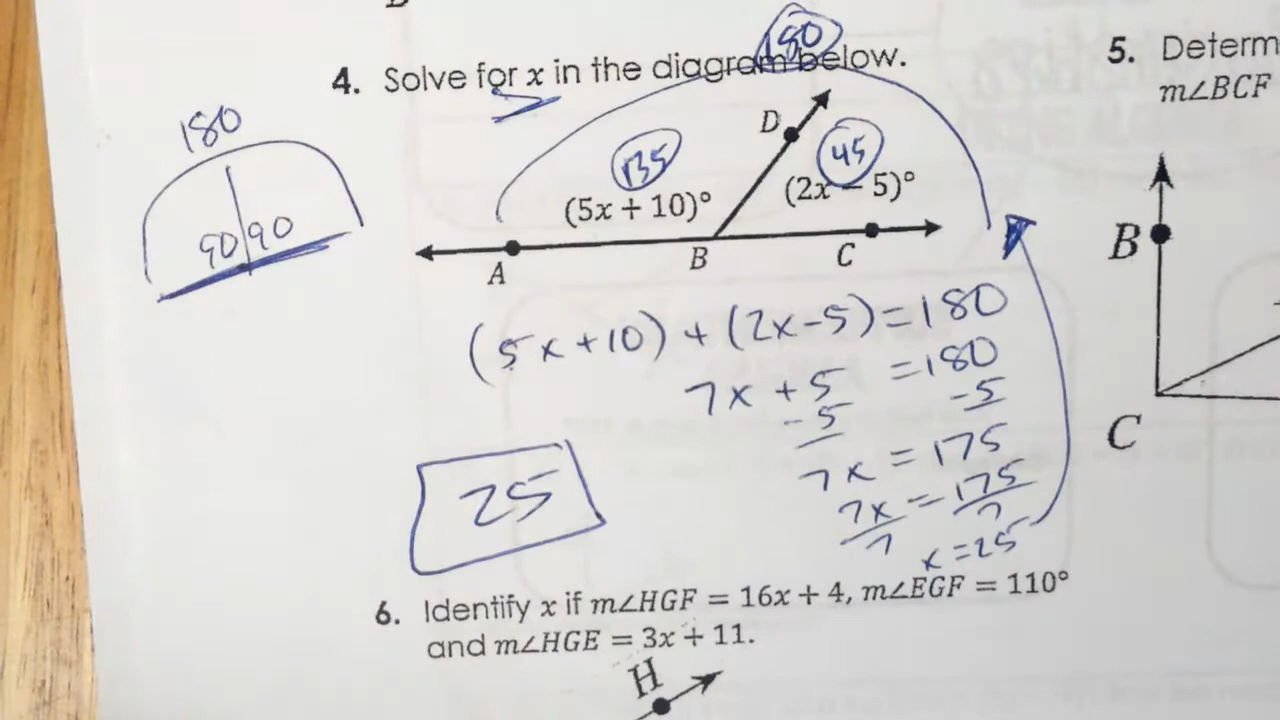 180
4. Solve for x in the diagram below.
180
90 90
135
45
D
(5x + 10)°
(2x − 5)°
A
B
C
(5x+10) + (2x-5) = 180
7x + 5 = 180
-5 -5
7x = 175
7x = 175
7 7
x = 25
25
5. Determ
m∠BCF
B
C
6. Identify x if m∠HGF = 16x + 4, m∠EGF = 110°
and m∠HGE = 3x + 11.
H